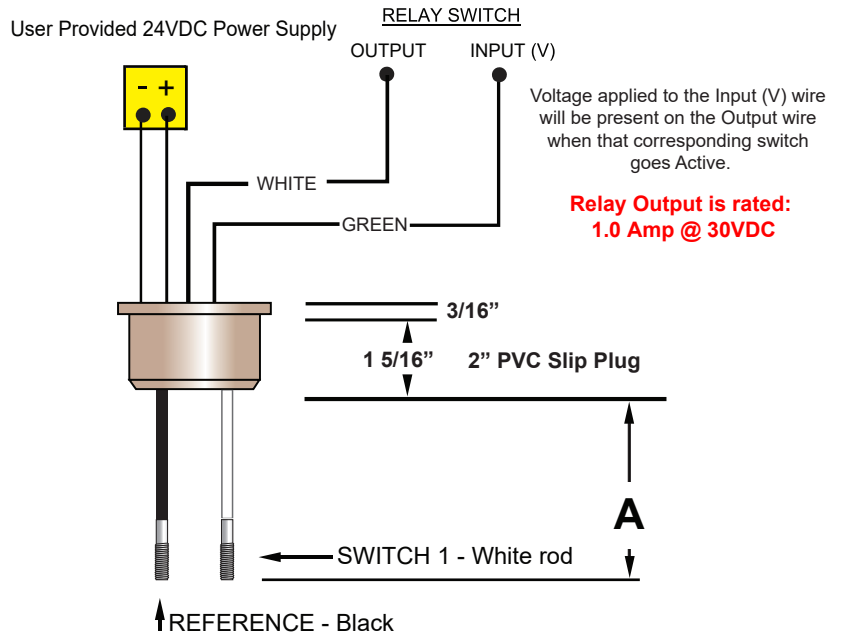 User Provided 24VDC Power Supply
RELAY SWITCH
OUTPUT
INPUT (V)
- +
Voltage applied to the Input (V) wire
will be present on the Output wire
when that corresponding switch
goes Active.
Relay Output is rated:
1.0 Amp @ 30VDC
WHITE
GREEN
3/16”
1 5/16”
2” PVC Slip Plug
A
SWITCH 1 - White rod
REFERENCE - Black